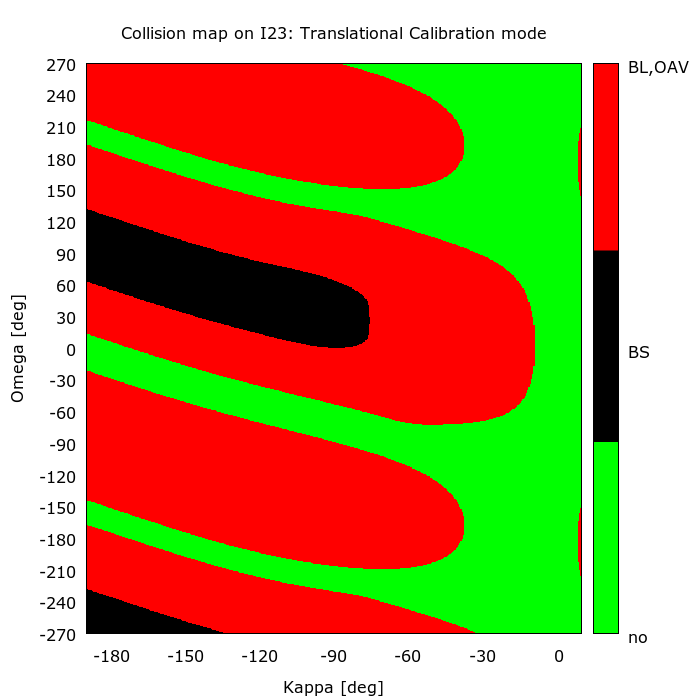 Collision map on I23: Translational Calibration mode
270
240
210
180
150
120
90
60
30
0
-30
-60
-90
-120
-150
-180
-210
-240
-270
Omega [deg]
-180 -150 -120 -90 -60 -30 0
Kappa [deg]
BL,OAV
BS
no